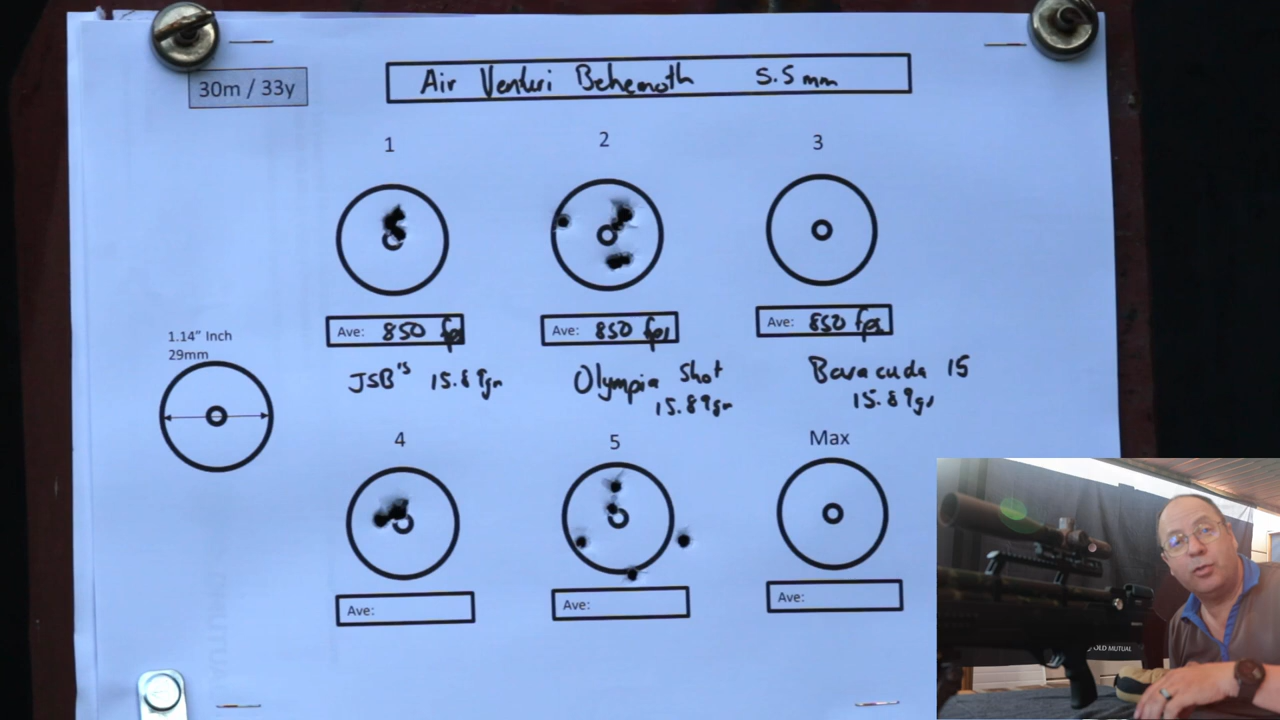 30m / 33y
Air Venturi Behemoth 5.5mm
1
2
3
Ave: 850 fps
Ave: 850 fps
Ave: 850 fps
1.14" Inch
29mm
JSB's 15.89gr
Olympia Shot
15.89gr
Baracuda 15
15.89gr
4
5
Max
Ave:
Ave:
Ave:
OLD MUTUAL